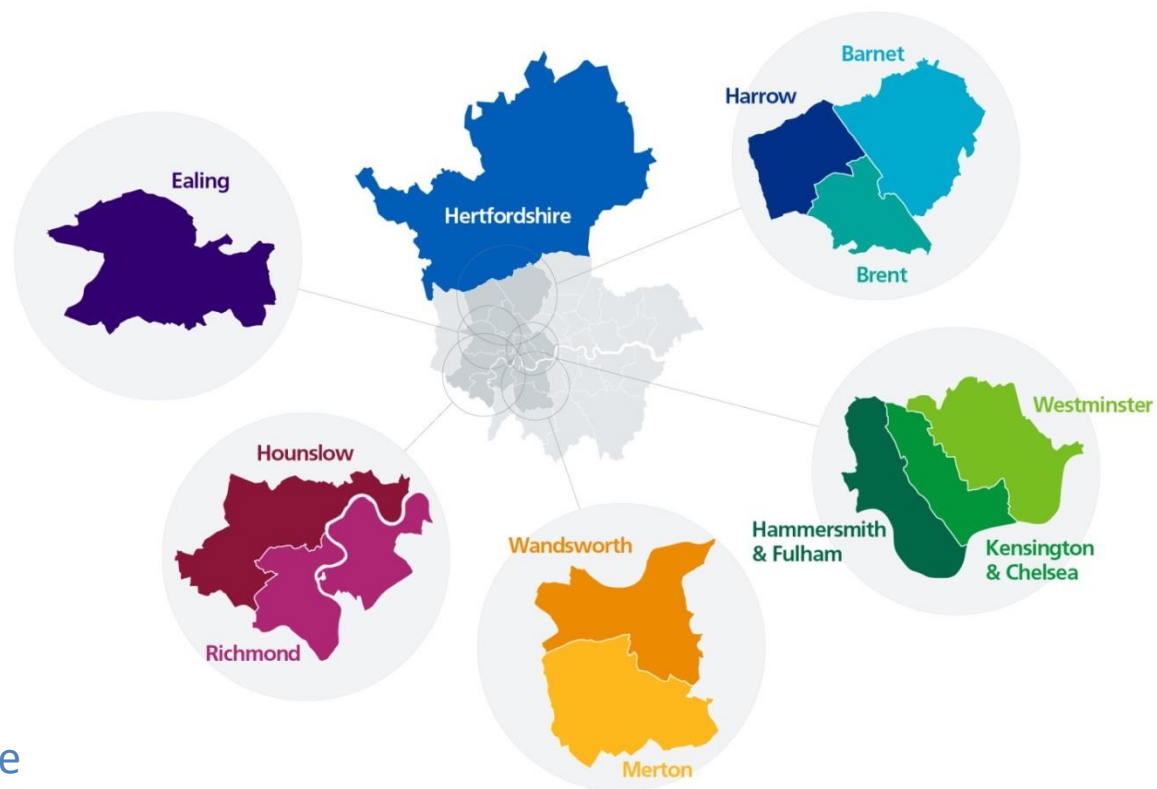 Barnet
Harrow
Ealing
Hertfordshire
Brent
Westminster
Hounslow
Hammersmith
& Fulham
Wandsworth
Kensington
& Chelsea
Richmond
Merton
e